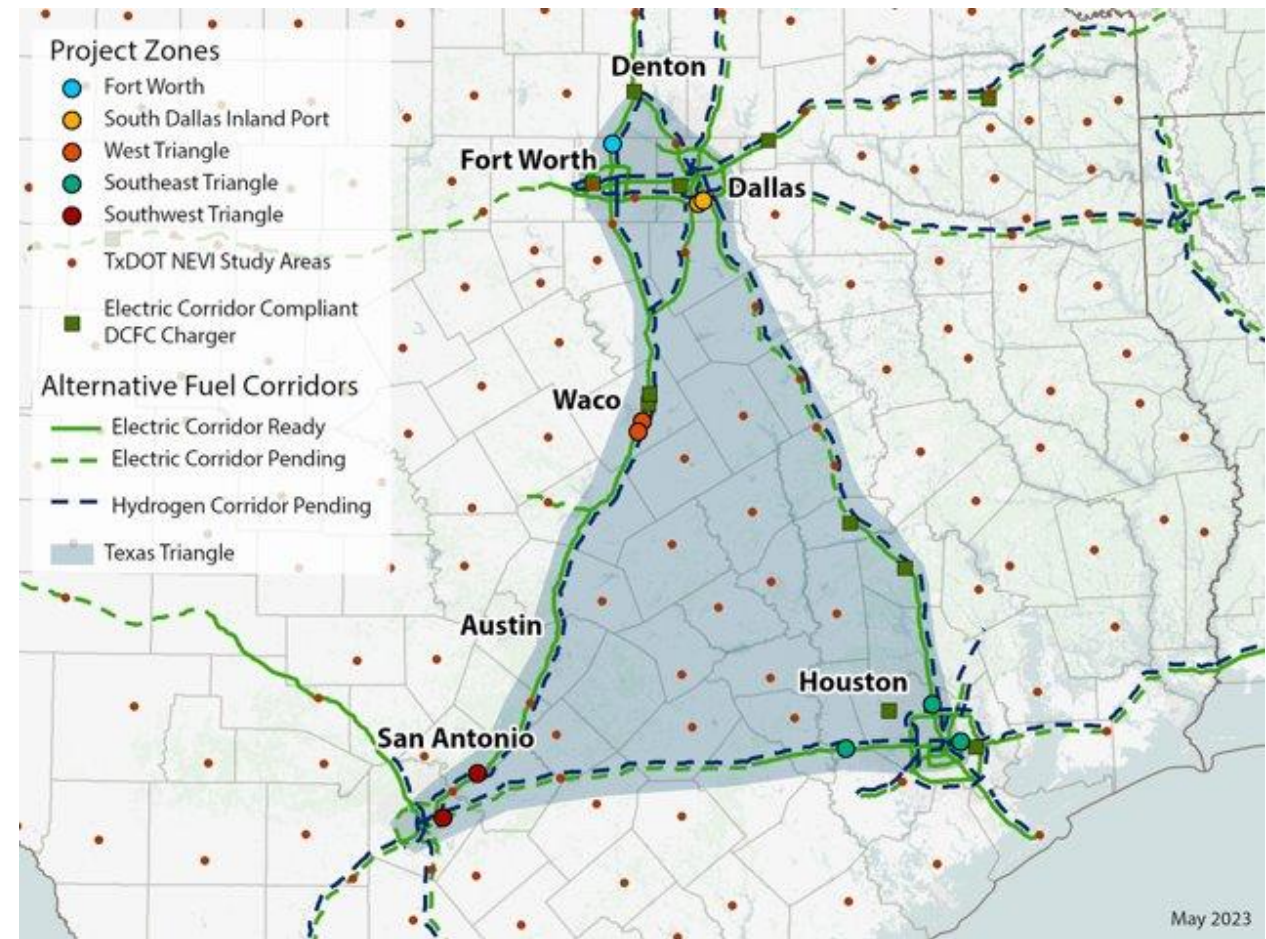 Project Zones
Fort Worth
South Dallas Inland Port
West Triangle
Southeast Triangle
Southwest Triangle
TxDOT NEVI Study Areas
Electric Corridor Compliant
DCFC Charger
Alternative Fuel Corridors
Electric Corridor Ready
Electric Corridor Pending
Hydrogen Corridor Pending
Texas Triangle
Denton
Fort Worth
Dallas
Waco
Austin
Houston
San Antonio
May 2023